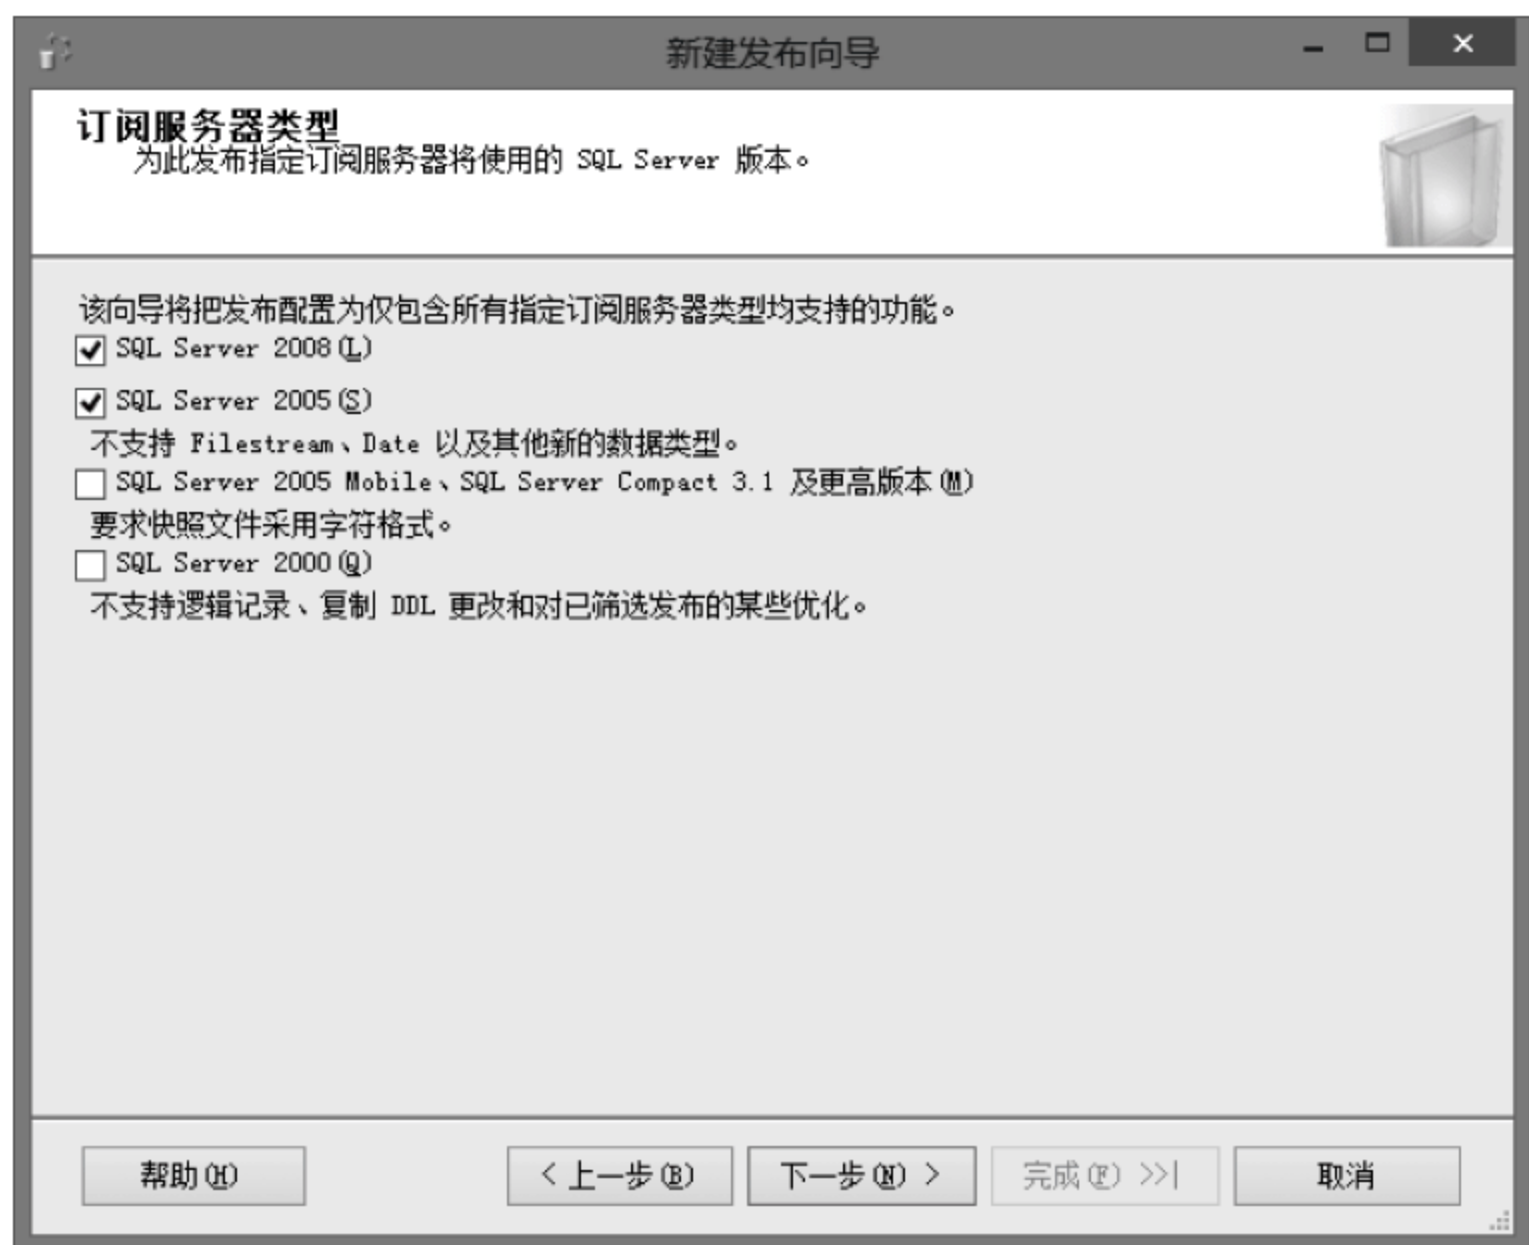 新建发布向导
订阅服务器类型
为此发布指定订阅服务器将使用的 SQL Server 版本。
该向导将把发布配置为仅包含所有指定订阅服务器类型均支持的功能。
SQL Server 2008(L)
SQL Server 2005(S)
不支持 Filestream、Date 以及其他新的数据类型。
SQL Server 2005 Mobile、SQL Server Compact 3.1 及更高版本(M)
要求快照文件采用字符格式。
SQL Server 2000(Q)
不支持逻辑记录、复制 DDL 更改和对已筛选发布的某些优化。
帮助(H) < 上一步(B) 下一步(N) > 完成(F) >>| 取消